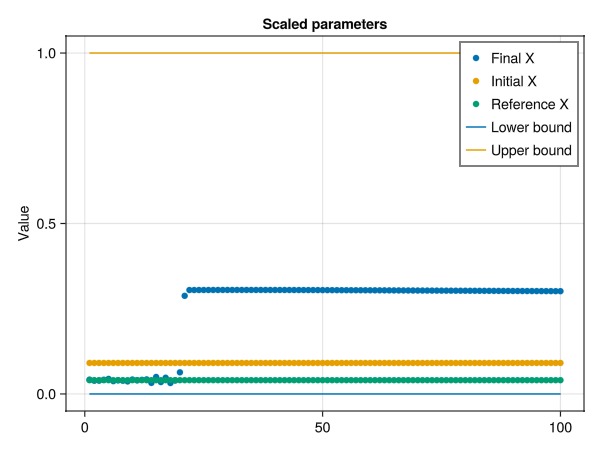 Scaled parameters
1.0
Final X
Initial X
Reference X
Lower bound
Upper bound
0.5
Value
0.0
0
50
100